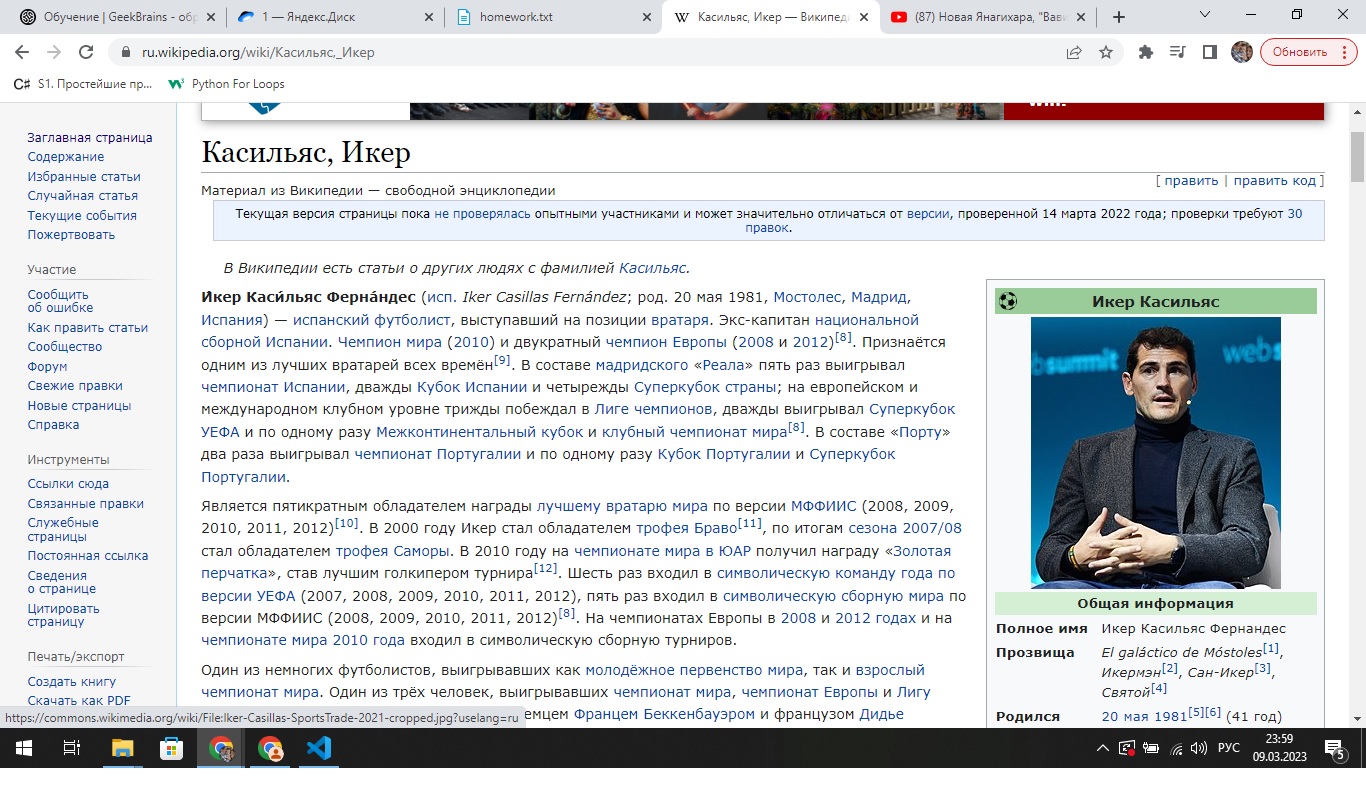 Обучение | GeekBrains - обр
1 — Яндекс.Диск
homework.txt
Касильяс, Икер — Википеди
(87) Новая Янагихара, "Вави
ru.wikipedia.org/wiki/Касильяс,_Икер
Обновить
C# S1. Простейшие пр...
Python For Loops
Заглавная страница
Содержание
Избранные статьи
Случайная статья
Текущие события
Пожертвовать
Участие
Сообщить
об ошибке
Как править статьи
Сообщество
Форум
Свежие правки
Новые страницы
Справка
Инструменты
Ссылки сюда
Связанные правки
Служебные
страницы
Постоянная ссылка
Сведения
о странице
Цитировать
страницу
Печать/экспорт
Создать книгу
Скачать как PDF
Касильяс, Икер
[ править | править код ]
Материал из Википедии — свободной энциклопедии
Текущая версия страницы пока не проверялась опытными участниками и может значительно отличаться от версии, проверенной 14 марта 2022 года; проверки требуют 30
правок.
В Википедии есть статьи о других людях с фамилией Касильяс.
И́кер Каси́льяс Ферна́ндес (исп. Iker Casillas Fernández; род. 20 мая 1981, Мостолес, Мадрид,
Испания) — испанский футболист, выступавший на позиции вратаря. Экс-капитан национальной
сборной Испании. Чемпион мира (2010) и двукратный чемпион Европы (2008 и 2012)[8]. Признаётся
одним из лучших вратарей всех времён[9]. В составе мадридского «Реала» пять раз выигрывал
чемпионат Испании, дважды Кубок Испании и четырежды Суперкубок страны; на европейском и
международном клубном уровне трижды побеждал в Лиге чемпионов, дважды выигрывал Суперкубок
УЕФА и по одному разу Межконтинентальный кубок и клубный чемпионат мира[8]. В составе «Порту»
два раза выигрывал чемпионат Португалии и по одному разу Кубок Португалии и Суперкубок
Португалии.
Является пятикратным обладателем награды лучшему вратарю мира по версии МФФИИС (2008, 2009,
2010, 2011, 2012)[10]. В 2000 году Икер стал обладателем трофея Браво[11], по итогам сезона 2007/08
стал обладателем трофея Саморы. В 2010 году на чемпионате мира в ЮАР получил награду «Золотая
перчатка», став лучшим голкипером турнира[12]. Шесть раз входил в символическую команду года по
версии УЕФА (2007, 2008, 2009, 2010, 2011, 2012), пять раз входил в символическую сборную мира по
версии МФФИИС (2008, 2009, 2010, 2011, 2012)[8]. На чемпионатах Европы в 2008 и 2012 годах и на
чемпионате мира 2010 года входил в символическую сборную турниров.
Один из немногих футболистов, выигрывавших как молодёжное первенство мира, так и взрослый
чемпионат мира. Один из трёх человек, выигрывавших чемпионат мира, чемпионат Европы и Лигу
емцем Францем Беккенбауэром и французом Дидье
Икер Касильяс
summit
web
Общая информация
Полное имя Икер Касильяс Фернандес
Прозвища El galáctico de Móstoles[1],
Икермэн[2], Сан-Икер[3],
Святой[4]
Родился 20 мая 1981[5][6] (41 год)
https://commons.wikimedia.org/wiki/File:Iker-Casillas-SportsTrade-2021-cropped.jpg?uselang=ru
РУС
23:59
09.03.2023
5